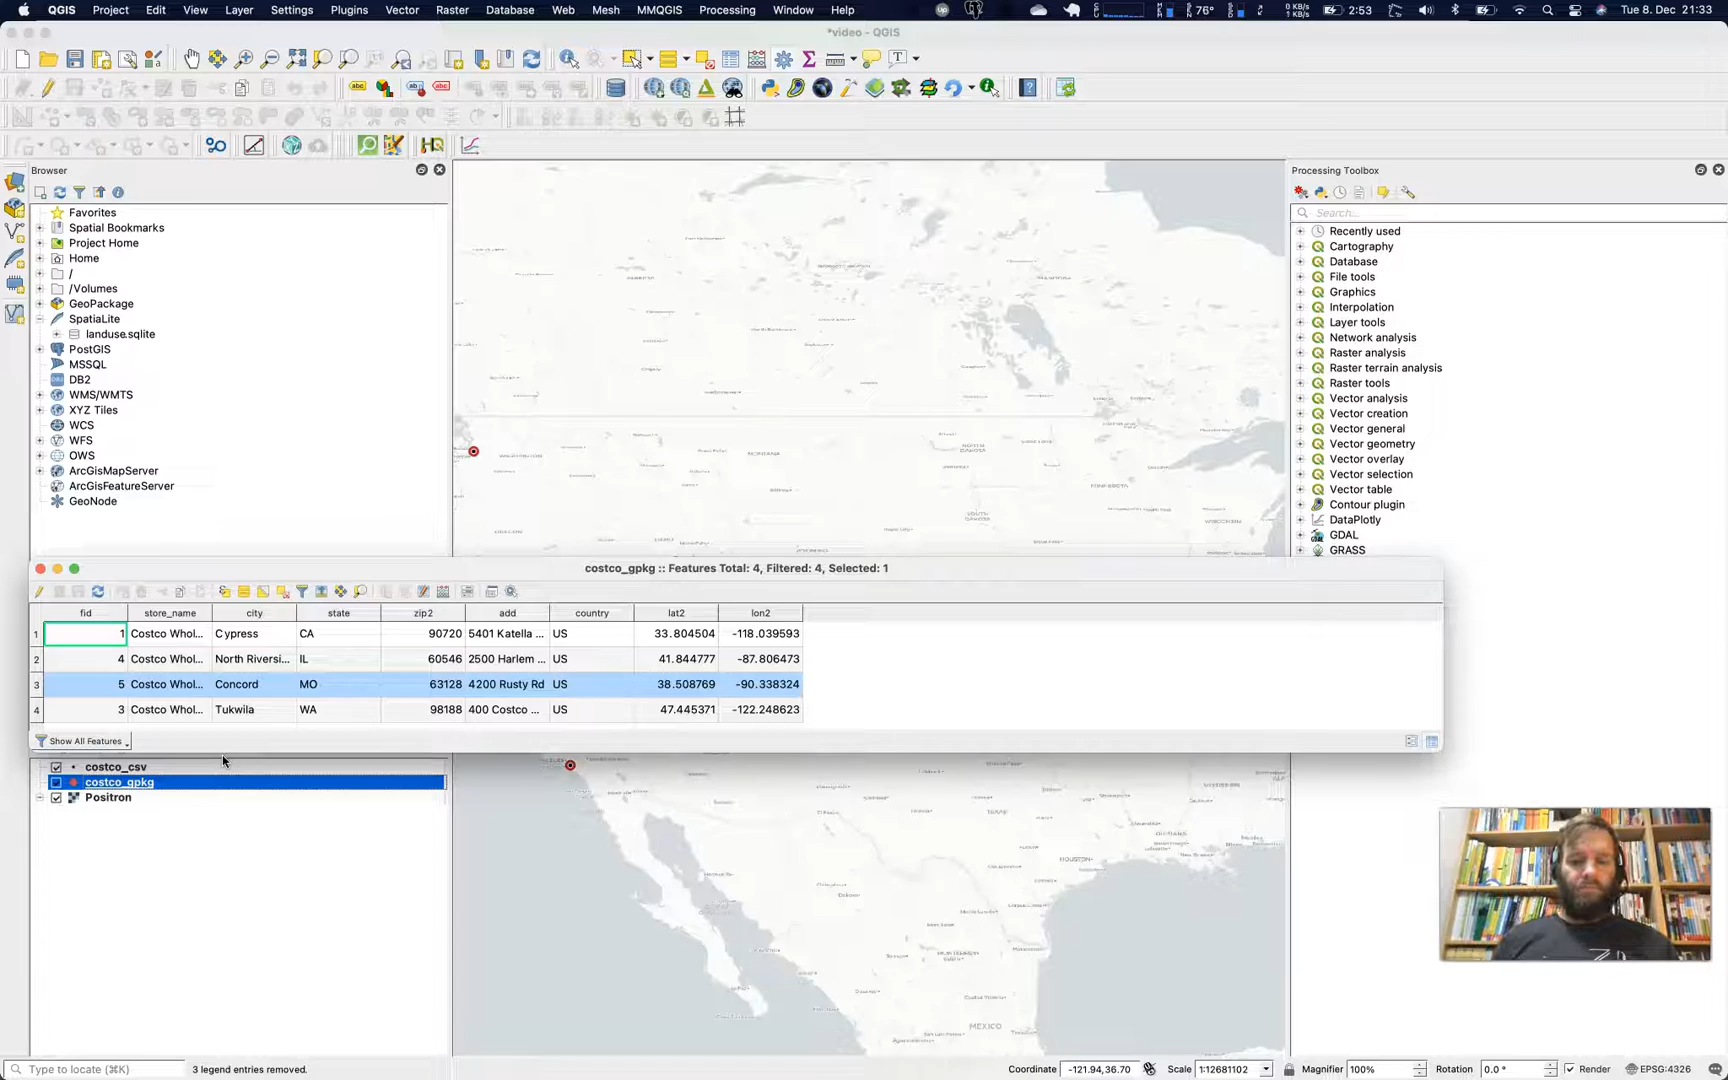 QGIS Project Edit View Layer Settings Plugins Vector Raster Database Web Mesh MMQGIS Processing Window Help 76° 0 KB/s 1 KB/s 2:53 Tue 8. Dec 21:33
*video - QGIS
Browser
Favorites
Spatial Bookmarks
Project Home
Home
/
/Volumes
GeoPackage
SpatiaLite
landuse.sqlite
PostGIS
MSSQL
DB2
WMS/WMTS
XYZ Tiles
WCS
WFS
OWS
ArcGisMapServer
ArcGisFeatureServer
GeoNode
Processing Toolbox
Search...
Recently used
Cartography
Database
File tools
Graphics
Interpolation
Layer tools
Network analysis
Raster analysis
Raster terrain analysis
Raster tools
Vector analysis
Vector creation
Vector general
Vector geometry
Vector overlay
Vector selection
Vector table
Contour plugin
DataPlotly
GDAL
GRASS
costco_gpkg :: Features Total: 4, Filtered: 4, Selected: 1
fid store_name city state zip2 add country lat2 lon2
1 1 Costco Whol... Cypress CA 90720 5401 Katella ... US 33.804504 -118.039593
2 4 Costco Whol... North Riversi... IL 60546 2500 Harlem ... US 41.844777 -87.806473
3 5 Costco Whol... Concord MO 63128 4200 Rusty Rd US 38.508769 -90.338324
4 3 Costco Whol... Tukwila WA 98188 400 Costco ... US 47.445371 -122.248623
Show All Features
costco_csv
costco_gpkg
Positron
MONTANA
HOUSTON
MEXICO
Type to locate (⌘K) 3 legend entries removed. Coordinate -121.94,36.70 Scale 1:12681102 Magnifier 100% Rotation 0.0 ° Render EPSG:4326